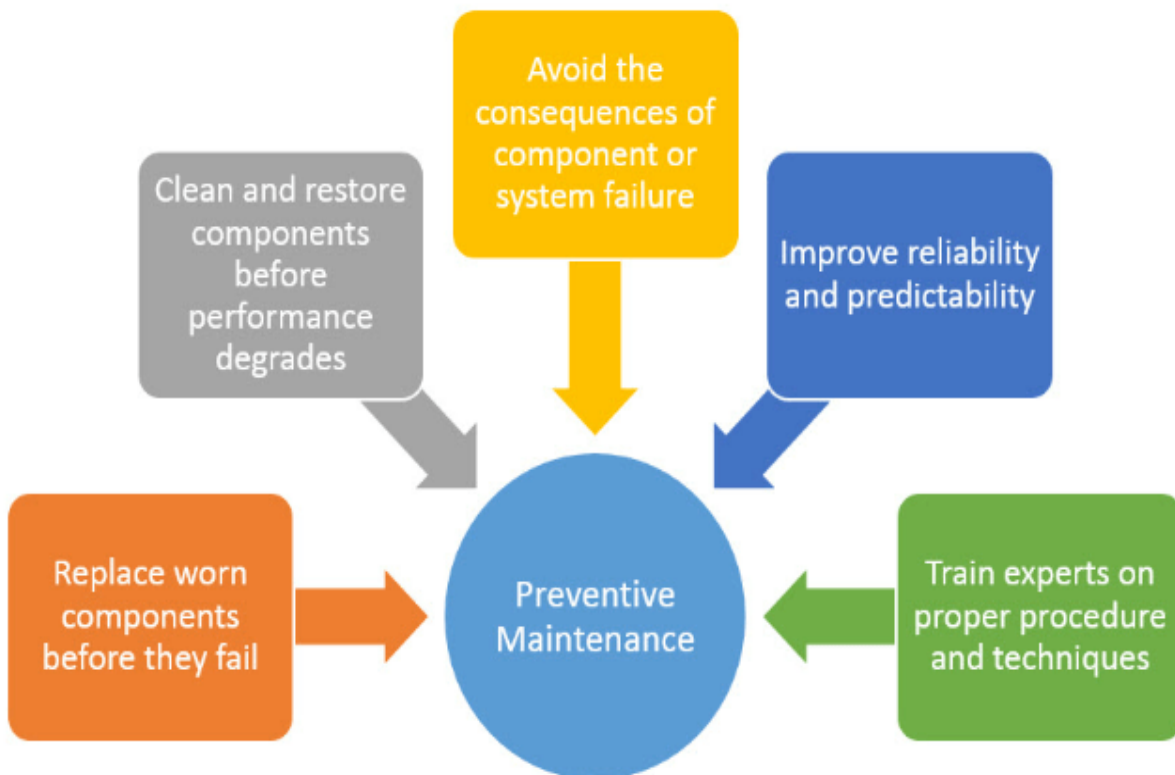 Avoid the
consequences of
component or
system failure
Clean and restore
components
before
performance
degrades
Improve reliability
and predictability
Replace worn
components
before they fail
Preventive
Maintenance
Train experts on
proper procedure
and techniques